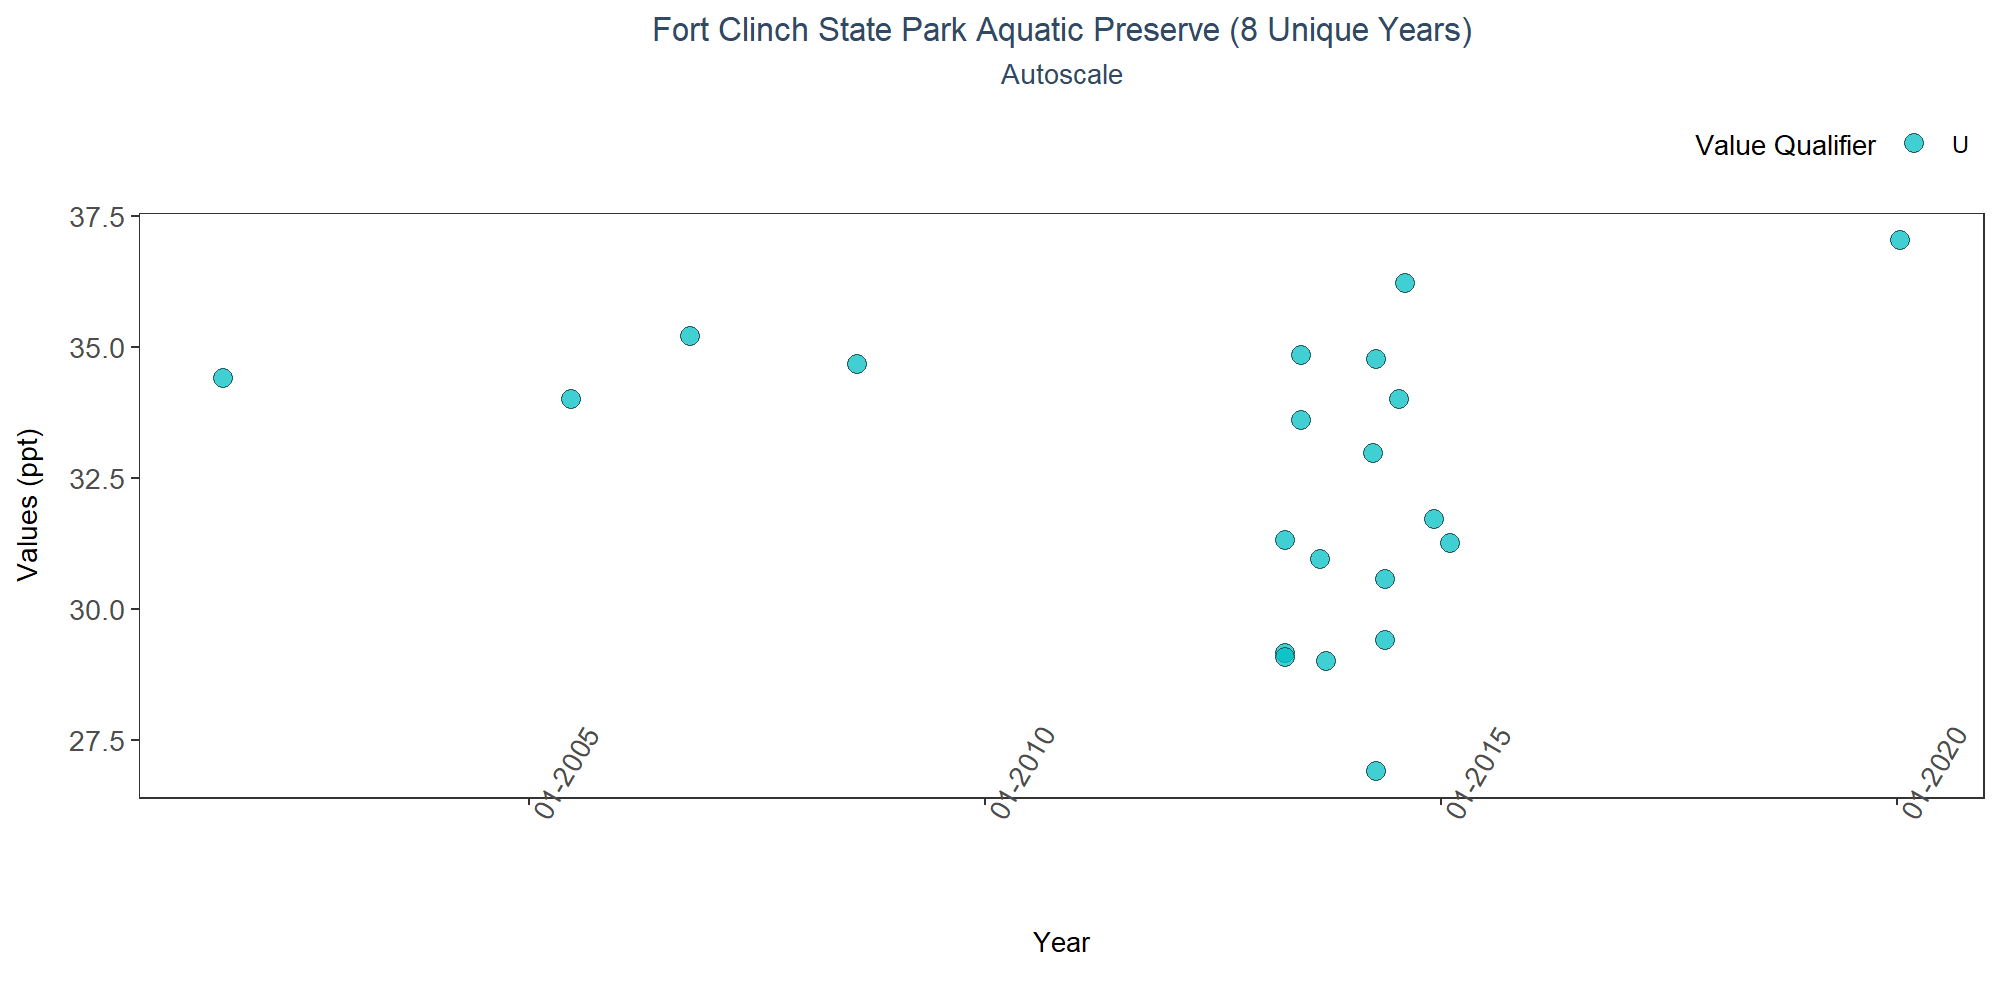 Fort Clinch State Park Aquatic Preserve (8 Unique Years)
Autoscale
Value Qualifier U
37.5
35.0
32.5
30.0
27.5
Values (ppt)
01-2005
01-2010
01-2015
01-2020
Year